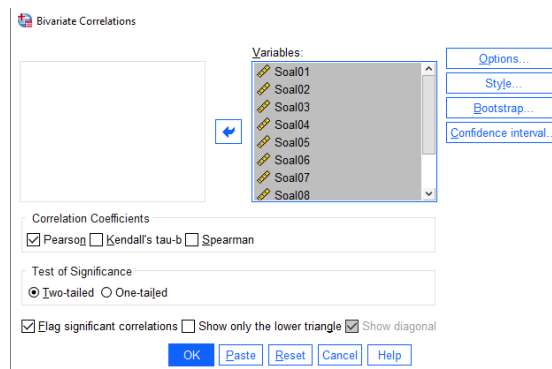 Bivariate Correlations
Variables:
Soal01
Soal02
Soal03
Soal04
Soal05
Soal06
Soal07
Soal08
Options...
Style...
Bootstrap...
Confidence interval..
Correlation Coefficients
Pearson Kendall's tau-b Spearman
Test of Significance
Two-tailed One-tailed
Flag significant correlations Show only the lower triangle Show diagonal
OK Paste Reset Cancel Help